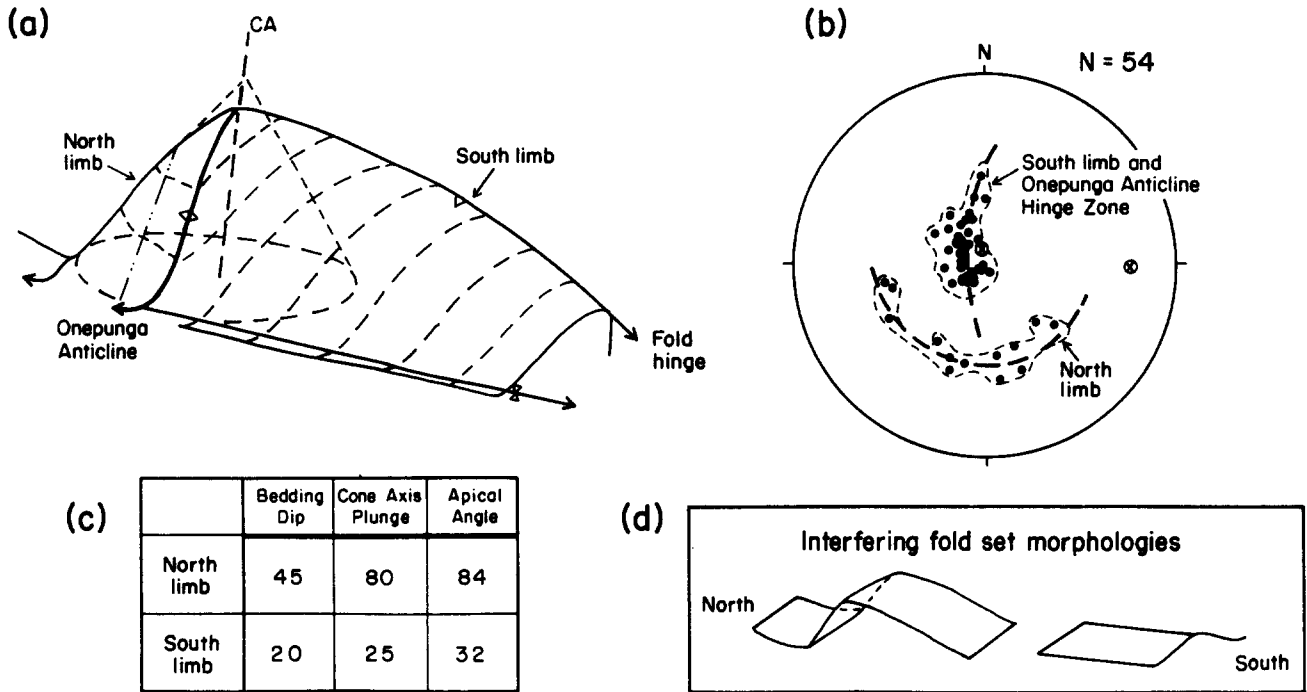 (a)
CA
North
limb
South limb
Onepunga
Anticline
Fold
hinge
(b)
N
N = 54
South limb and
Onepunga Anticline
Hinge Zone
North
limb
(c)
Bedding
Dip
Cone Axis
Plunge
Apical
Angle
North
limb
45
80
84
South
limb
20
25
32
(d)
Interfering fold set morphologies
North
South